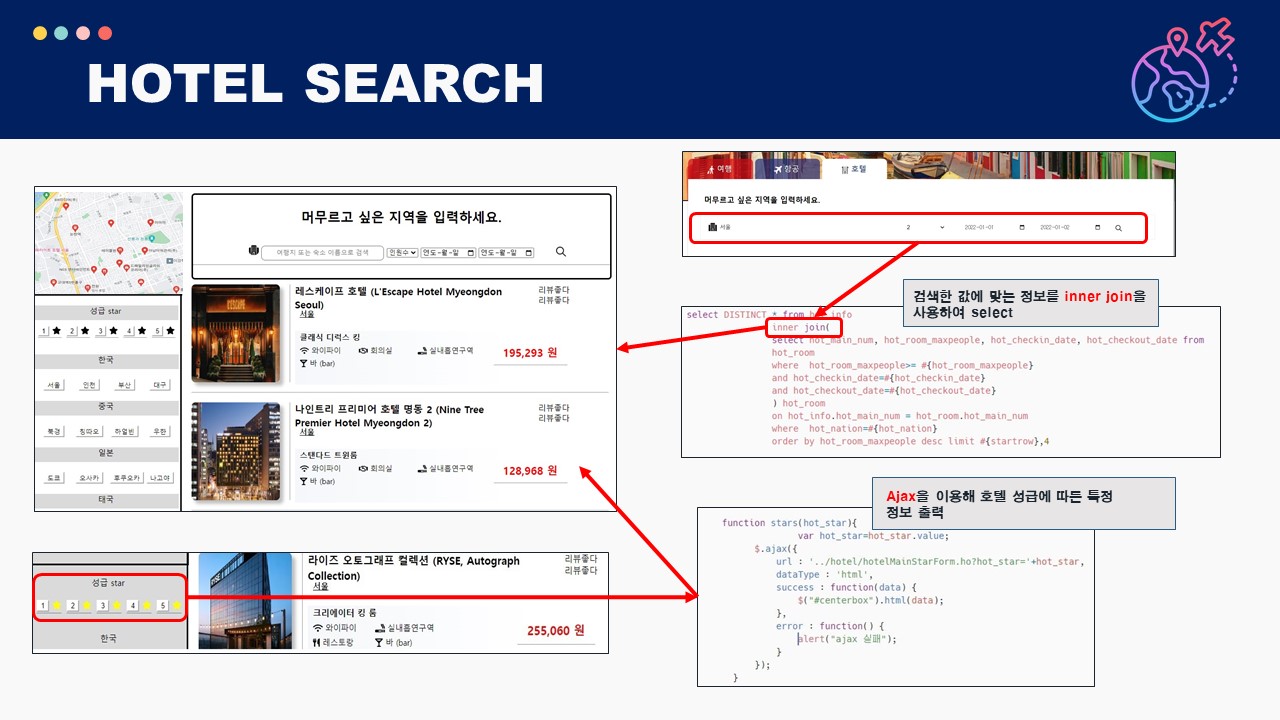 HOTEL SEARCH
머무르고 싶은 지역을 입력하세요.
여행지 또는 숙소 이름으로 검색 인원수 연도-월-일 연도-월-일
성급 star
1 2 3 4 5
한국
서울 인천 부산 대구
중국
북경 칭따오 하얼빈 우한
일본
도쿄 오사카 후쿠오카 나고야
태국
레스케이프 호텔 (L'Escape Hotel Myeongdon
Seoul)
서울
리뷰좋다
리뷰좋다
클래식 디럭스 킹
와이파이 회의실 실내흡연구역
바 (bar)
195,293 원
나인트리 프리미어 호텔 명동 2 (Nine Tree
Premier Hotel Myeongdon 2)
서울
리뷰좋다
리뷰좋다
스탠다드 트윈룸
와이파이 회의실 실내흡연구역
바 (bar)
128,968 원
성급 star
1 2 3 4 5
한국
라이즈 오토그래프 컬렉션 (RYSE, Autograph
Collection)
서울
리뷰좋다
리뷰좋다
크리에이터 킹 룸
와이파이 실내흡연구역
레스토랑 바 (bar)
255,060 원
여행 항공 호텔
머무르고 싶은 지역을 입력하세요.
서울 2 2022-01-01 2022-01-02
검색한 값에 맞는 정보를 inner join을
사용하여 select
select DISTINCT * from hot_info
inner join(
select hot_main_num, hot_room_maxpeople, hot_checkin_date, hot_checkout_date from
hot_room
where hot_room_maxpeople>= #{hot_room_maxpeople}
and hot_checkin_date=#{hot_checkin_date}
and hot_checkout_date=#{hot_checkout_date}
) hot_room
on hot_info.hot_main_num = hot_room.hot_main_num
where hot_nation=#{hot_nation}
order by hot_room_maxpeople desc limit #{startrow},4
Ajax을 이용해 호텔 성급에 따든 특정
정보 출력
function stars(hot_star){
var hot_star=hot_star.value;
$.ajax({
url : '../hotel/hotelMainStarForm.ho?hot_star='+hot_star,
dataType : 'html',
success : function(data) {
$("#centerbox").html(data);
},
error : function() {
alert("ajax 실패");
}
});
}